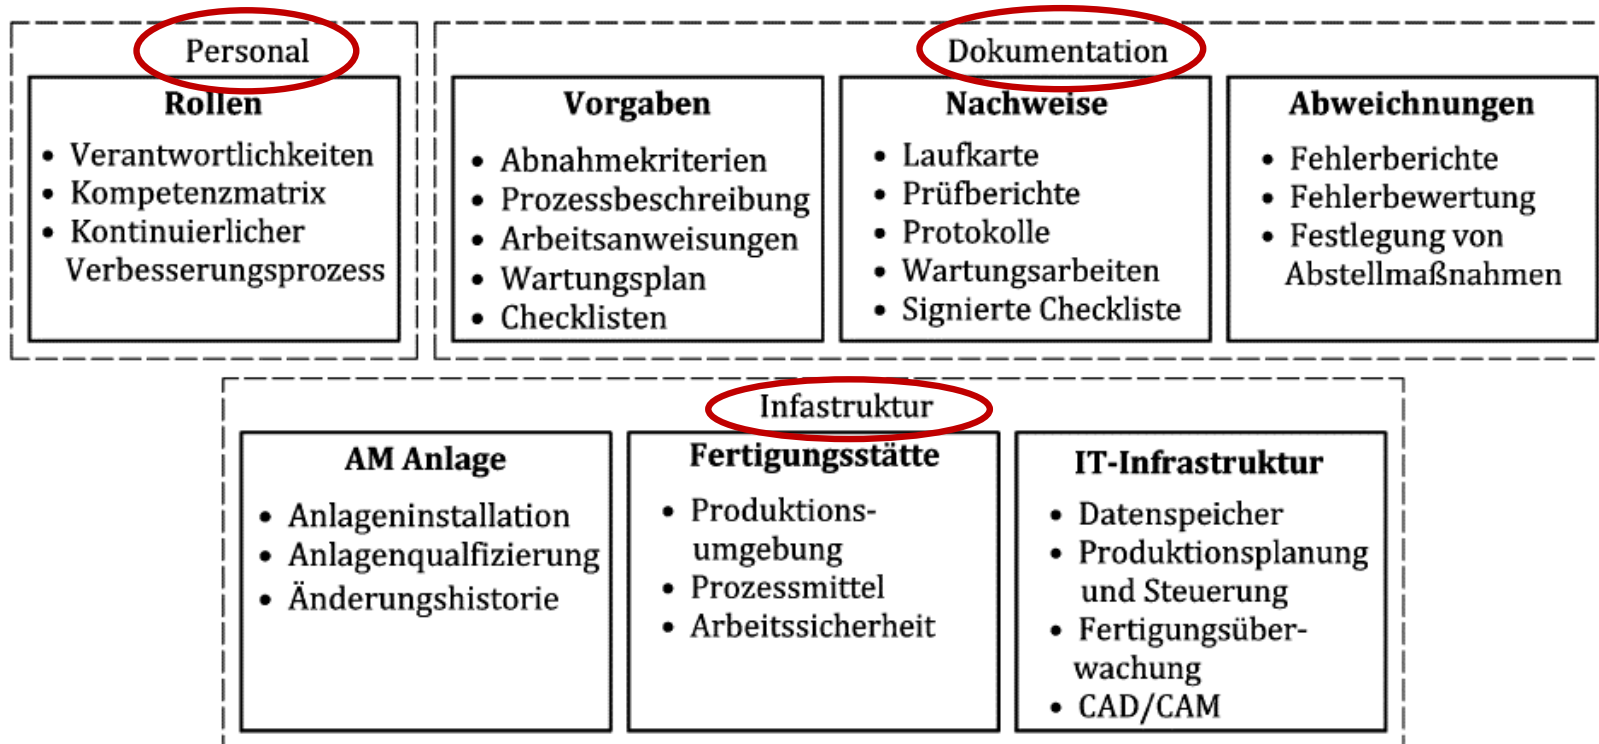 Personal
Rollen
• Verantwortlichkeiten
• Kompetenzmatrix
• Kontinuierlicher
Verbesserungsprozess
Dokumentation
Vorgaben
• Abnahmekriterien
• Prozessbeschreibung
• Arbeitsanweisungen
• Wartungsplan
• Checklisten
Nachweise
• Laufkarte
• Prüfberichte
• Protokolle
• Wartungsarbeiten
• Signierte Checkliste
Abweichnungen
• Fehlerberichte
• Fehlerbewertung
• Festlegung von
Abstellmaßnahmen
Infastruktur
AM Anlage
• Anlageninstallation
• Anlagenqualfizierung
• Änderungshistorie
Fertigungsstätte
• Produktions-
umgebung
• Prozessmittel
• Arbeitssicherheit
IT-Infrastruktur
• Datenspeicher
• Produktionsplanung
und Steuerung
• Fertigungsüber-
wachung
• CAD/CAM